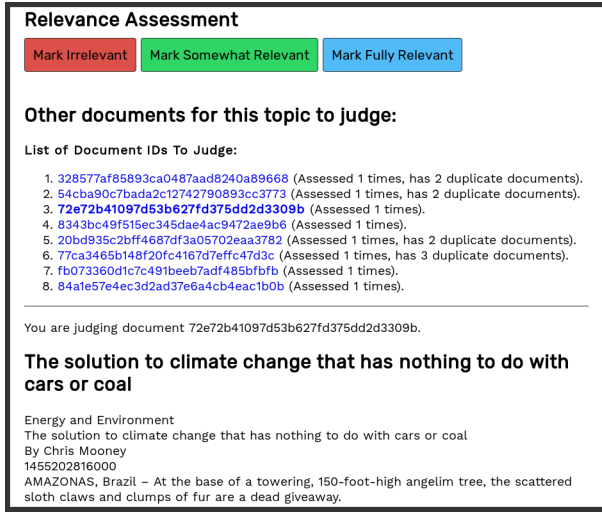 Relevance Assessment
Mark Irrelevant
Mark Somewhat Relevant
Mark Fully Relevant
Other documents for this topic to judge:
List of Document IDs To Judge:
1. 328577af85893ca0487aad8240a89668 (Assessed 1 times, has 2 duplicate documents).
2. 54cba90c7bada2c12742790893cc3773 (Assessed 1 times, has 2 duplicate documents).
3. 72e72b41097d53b627fd375dd2d3309b (Assessed 1 times).
4. 8343bc49f515ec345dae4ac9472ae9b6 (Assessed 1 times).
5. 20bd935c2bff4687df3a05702eaa3782 (Assessed 1 times, has 2 duplicate documents).
6. 77ca3465b148f20fc4167d7effc47d3c (Assessed 1 times, has 3 duplicate documents).
7. fb073360d1c7c491beeb7adf485bfbfb (Assessed 1 times).
8. 84a1e57e4ec3d2ad37e6a4cb4eac1b0b (Assessed 1 times).
You are judging document 72e72b41097d53b627fd375dd2d3309b.
The solution to climate change that has nothing to do with
cars or coal
Energy and Environment
The solution to climate change that has nothing to do with cars or coal
By Chris Mooney
1455202816000
AMAZONAS, Brazil – At the base of a towering, 150-foot-high angelim tree, the scattered
sloth claws and clumps of fur are a dead giveaway.